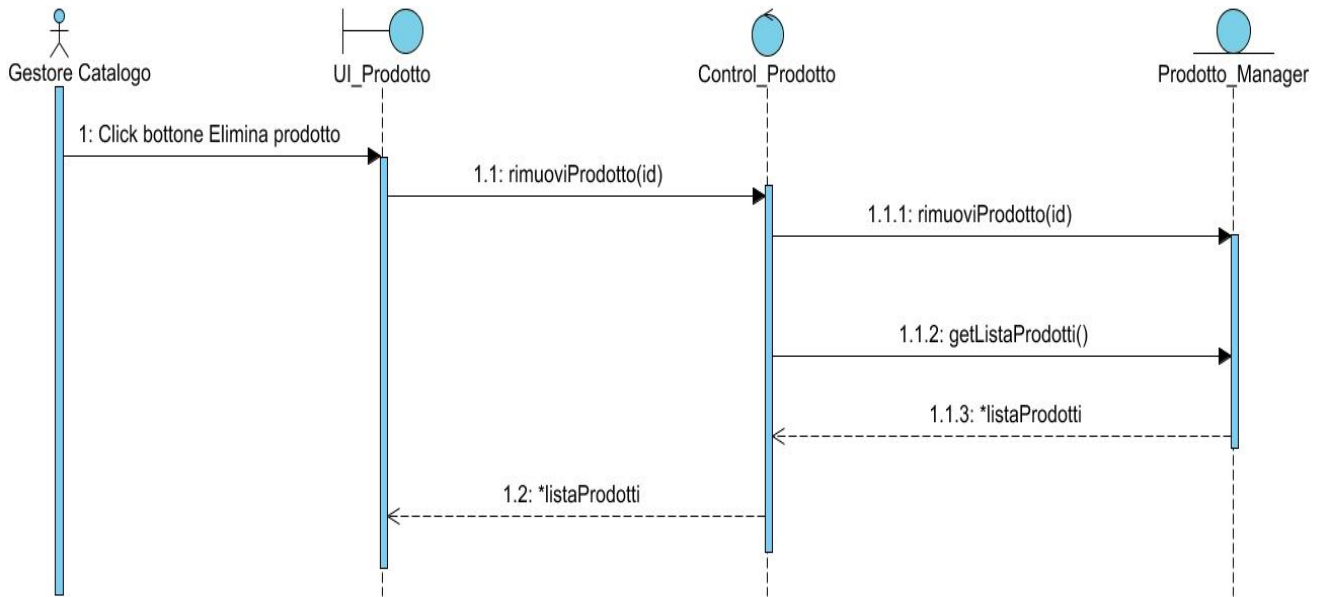 Gestore Catalogo
UI_Prodotto
Control_Prodotto
Prodotto_Manager
1: Click bottone Elimina prodotto
1.1: rimuoviProdotto(id)
1.1.1: rimuoviProdotto(id)
1.1.2: getListaProdotti()
1.1.3: *listaProdotti
1.2: *listaProdotti